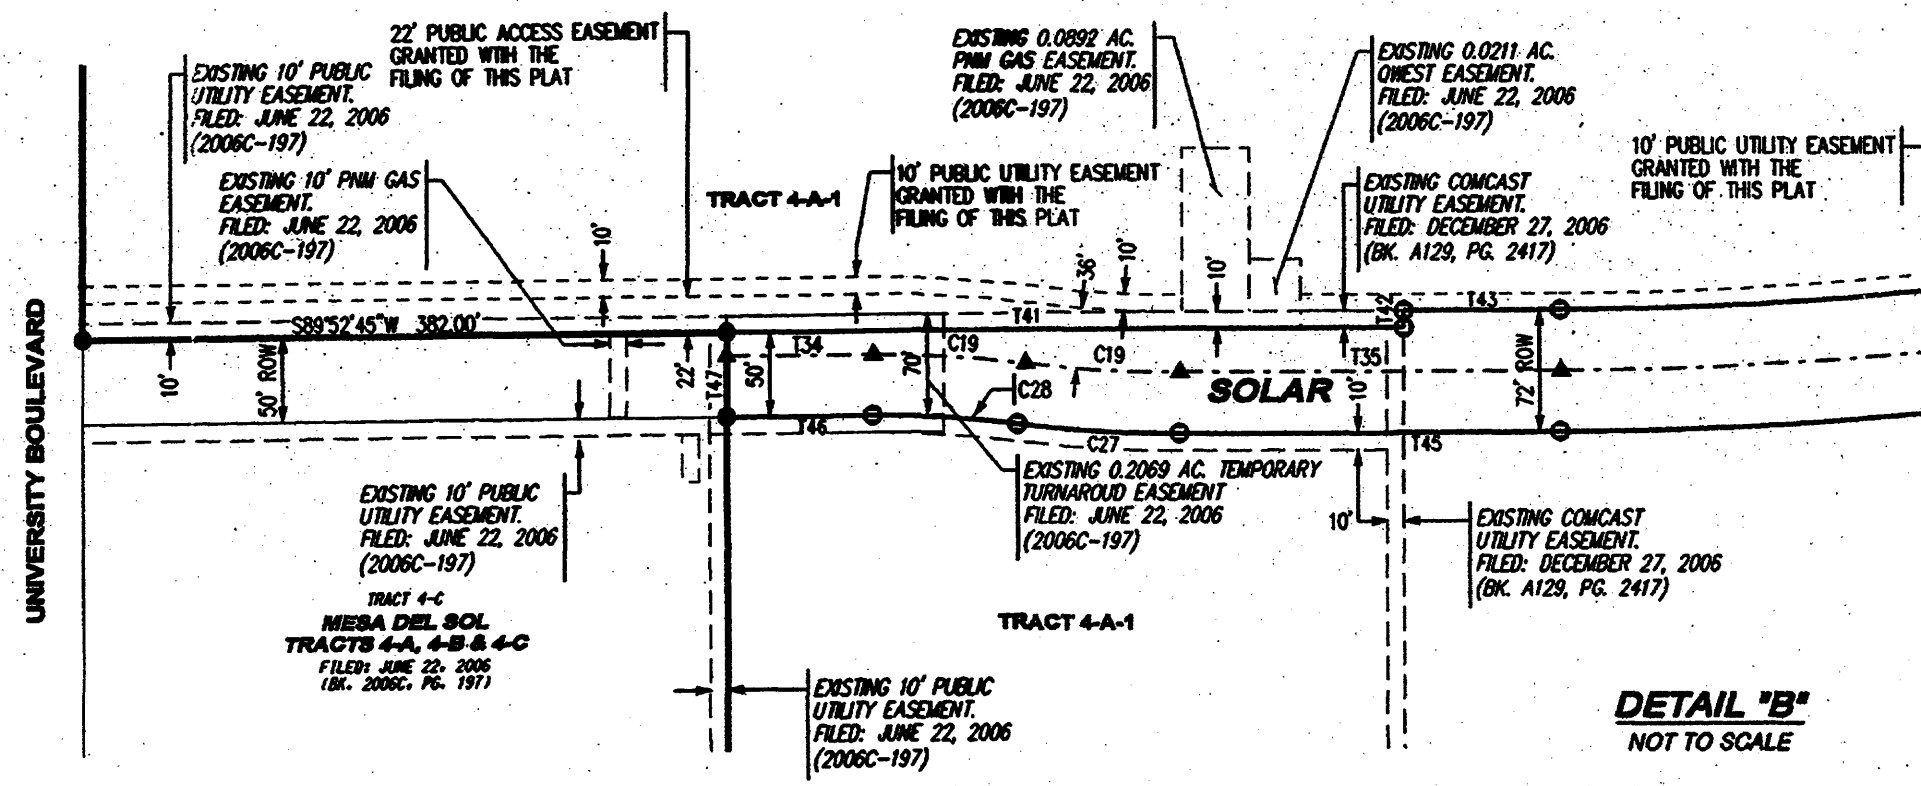 22' PUBLIC ACCESS EASEMENT
GRANTED WITH THE
FILING OF THIS PLAT
EXISTING 10' PUBLIC
UTILITY EASEMENT.
FILED: JUNE 22, 2006
(2006C-197)
EXISTING 10' PNM GAS
EASEMENT.
FILED: JUNE 22, 2006
(2006C-197)
EXISTING 0.0892 AC.
PNM GAS EASEMENT.
FILED: JUNE 22, 2006
(2006C-197)
EXISTING 0.0211 AC.
QWEST EASEMENT.
FILED: JUNE 22, 2006
(2006C-197)
10' PUBLIC UTILITY EASEMENT
GRANTED WITH THE
FILING OF THIS PLAT
TRACT 4-A-1
10' PUBLIC UTILITY EASEMENT
GRANTED WITH THE
FILING OF THIS PLAT
EXISTING COMCAST
UTILITY EASEMENT.
FILED: DECEMBER 27, 2006
(BK. A129, PG. 2417)
10'
36'
10'
10'
T42
T43
S89°52'45"W 382.00'
T41
T34
C19
C19
T35
10'
50' ROW
22'
T47
50'
70'
C28
SOLAR
10'
72' ROW
T46
C27
T45
UNIVERSITY BOULEVARD
EXISTING 10' PUBLIC
UTILITY EASEMENT.
FILED: JUNE 22, 2006
(2006C-197)
EXISTING 0.2069 AC. TEMPORARY
TURNAROUD EASEMENT
FILED: JUNE 22, 2006
(2006C-197)
10'
EXISTING COMCAST
UTILITY EASEMENT.
FILED: DECEMBER 27, 2006
(BK. A129, PG. 2417)
TRACT 4-C
MESA DEL SOL
TRACTS 4-A, 4-B & 4-C
FILED: JUNE 22, 2006
(BK. 2006C, PG. 197)
TRACT 4-A-1
EXISTING 10' PUBLIC
UTILITY EASEMENT.
FILED: JUNE 22, 2006
(2006C-197)
DETAIL "B"
NOT TO SCALE